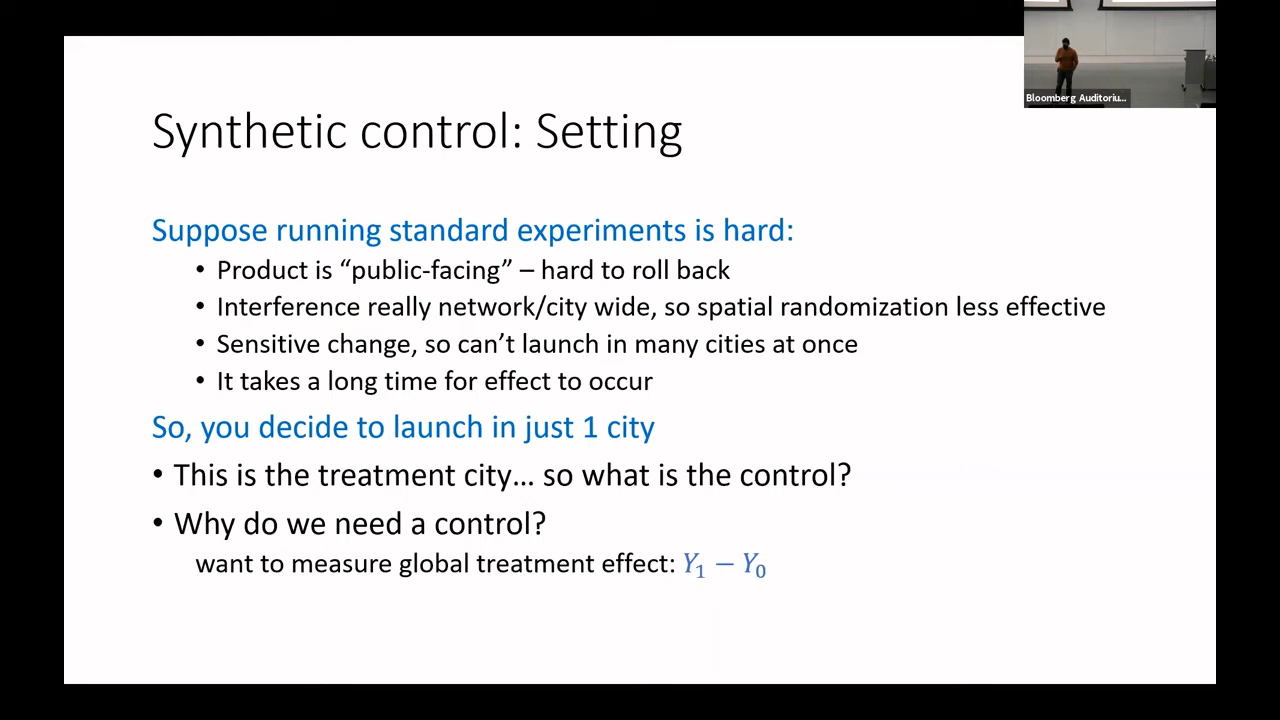 Bloomberg Auditoriu...
Synthetic control: Setting
Suppose running standard experiments is hard:
• Product is “public-facing” – hard to roll back
• Interference really network/city wide, so spatial randomization less effective
• Sensitive change, so can’t launch in many cities at once
• It takes a long time for effect to occur
So, you decide to launch in just 1 city
• This is the treatment city… so what is the control?
• Why do we need a control?
want to measure global treatment effect: Y₁ − Y₀